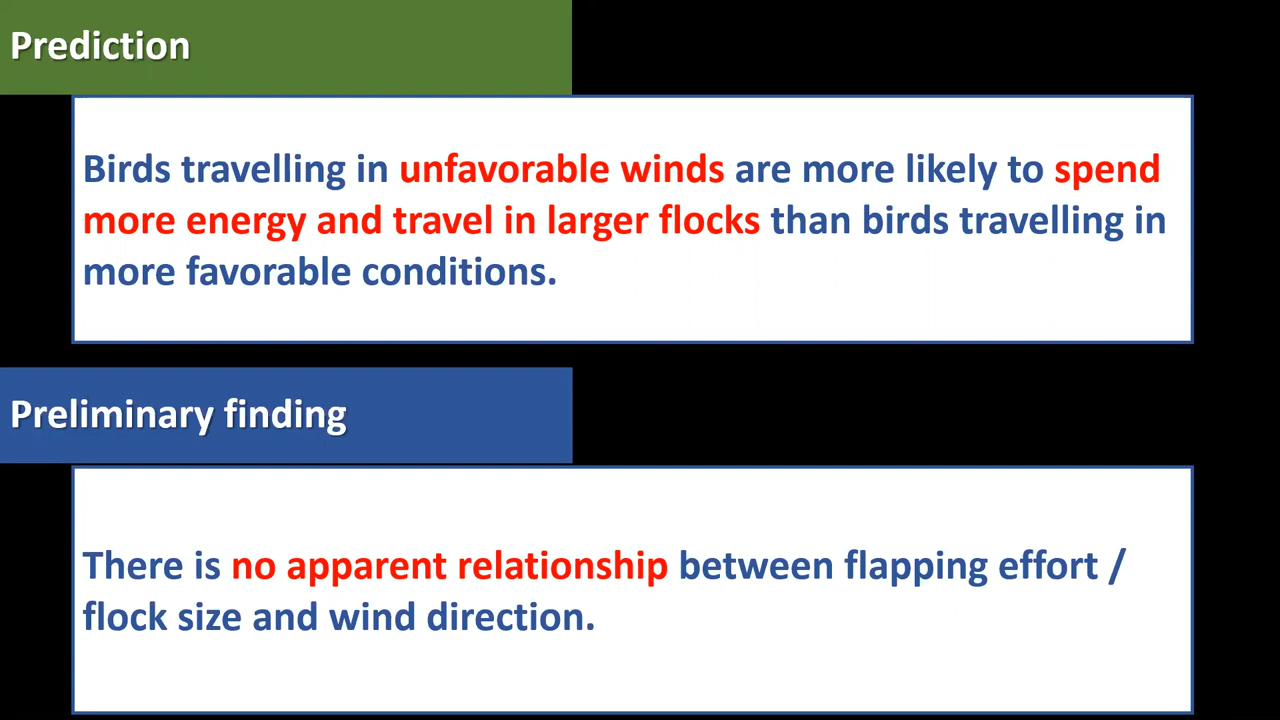 Prediction
Birds travelling in unfavorable winds are more likely to spend
more energy and travel in larger flocks than birds travelling in
more favorable conditions.
Preliminary finding
There is no apparent relationship between flapping effort /
flock size and wind direction.